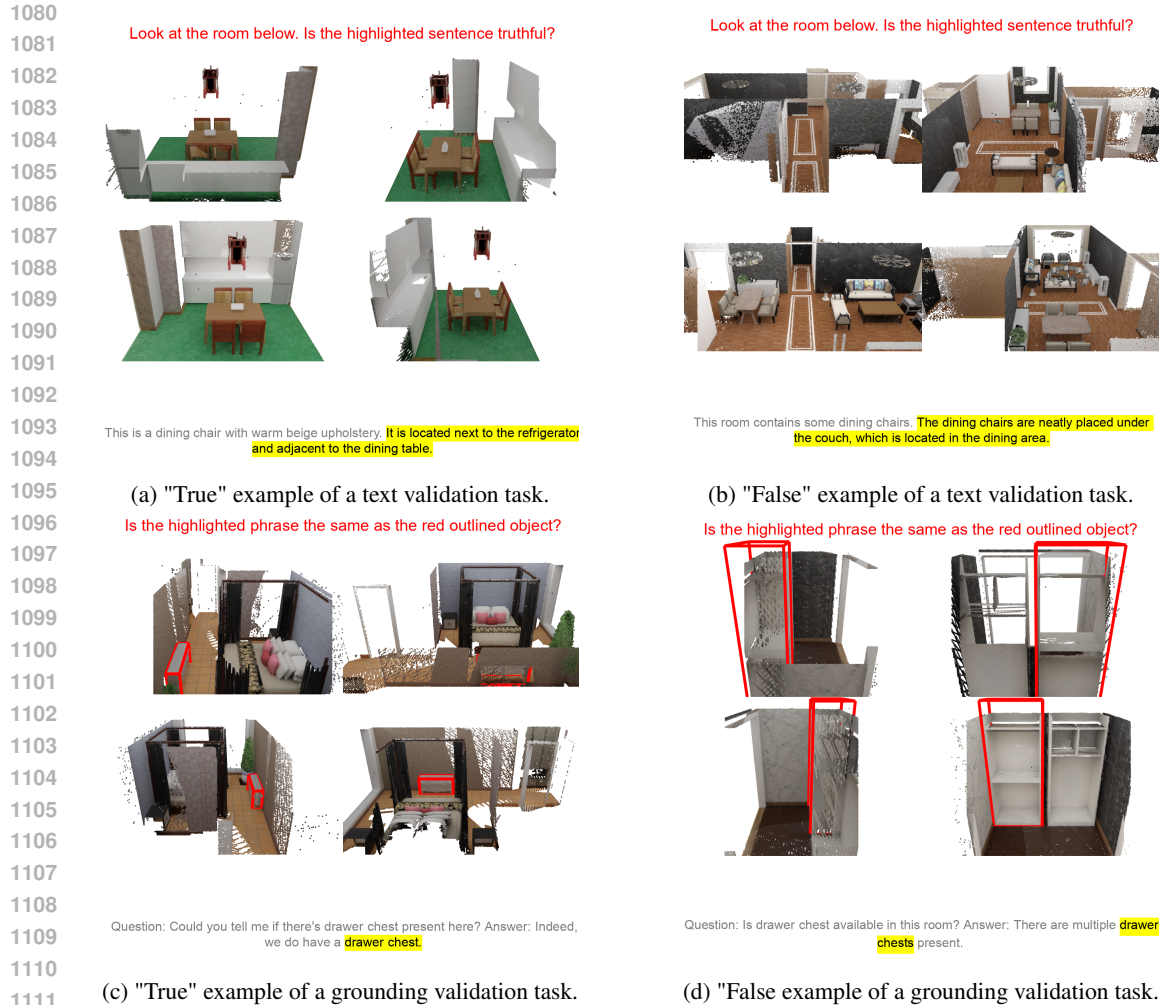 1080
1081
1082
1083
1084
1085
1086
1087
1088
1089
1090
1091
1092
1093
1094
1095
1096
1097
1098
1099
1100
1101
1102
1103
1104
1105
1106
1107
1108
1109
1110
1111
Look at the room below. Is the highlighted sentence truthful?
This is a dining chair with warm beige upholstery. It is located next to the refrigerator
and adjacent to the dining table.
(a) "True" example of a text validation task.
Look at the room below. Is the highlighted sentence truthful?
This room contains some dining chairs. The dining chairs are neatly placed under
the couch, which is located in the dining area.
(b) "False" example of a text validation task.
Is the highlighted phrase the same as the red outlined object?
Question: Could you tell me if there's drawer chest present here? Answer: Indeed,
we do have a drawer chest.
(c) "True" example of a grounding validation task.
Is the highlighted phrase the same as the red outlined object?
Question: Is drawer chest available in this room? Answer: There are multiple drawer
chests present.
(d) "False example of a grounding validation task.